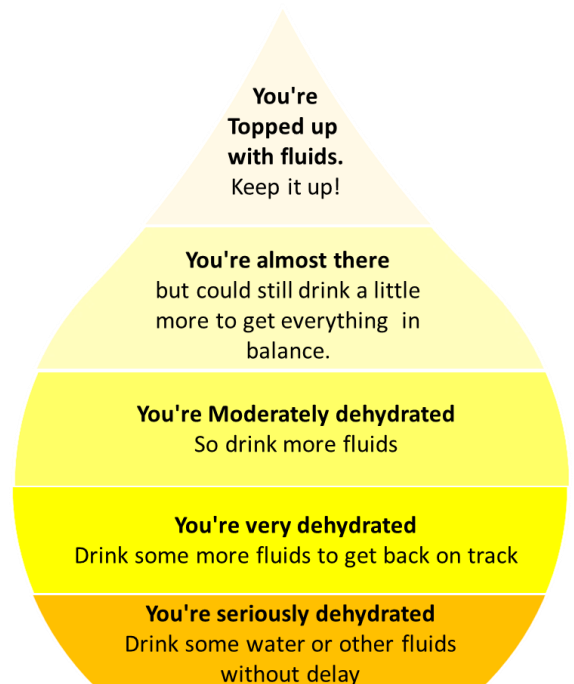 You're
Topped up
with fluids.
Keep it up!
You're almost there
but could still drink a little
more to get everything  in
balance.
You're Moderately dehydrated
So drink more fluids
You're very dehydrated
Drink some more fluids to get back on track
You're seriously dehydrated
Drink some water or other fluids
without delay